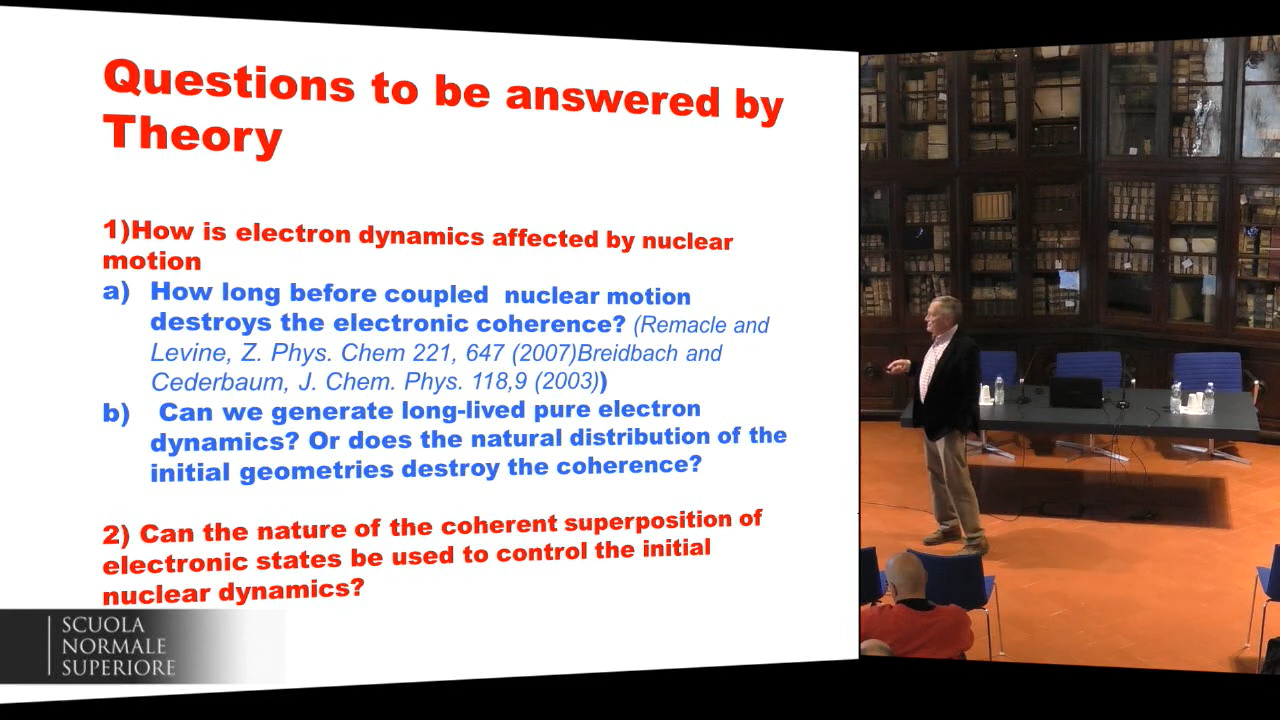 Questions to be answered by
Theory
1)How is electron dynamics affected by nuclear
motion
a) How long before coupled nuclear motion
destroys the electronic coherence? (Remacle and
Levine, Z. Phys. Chem 221, 647 (2007)Breidbach and
Cederbaum, J. Chem. Phys. 118,9 (2003))
b) Can we generate long-lived pure electron
dynamics? Or does the natural distribution of the
initial geometries destroy the coherence?
2) Can the nature of the coherent superposition of
electronic states be used to control the initial
nuclear dynamics?
SCUOLA
NORMALE
SUPERIORE